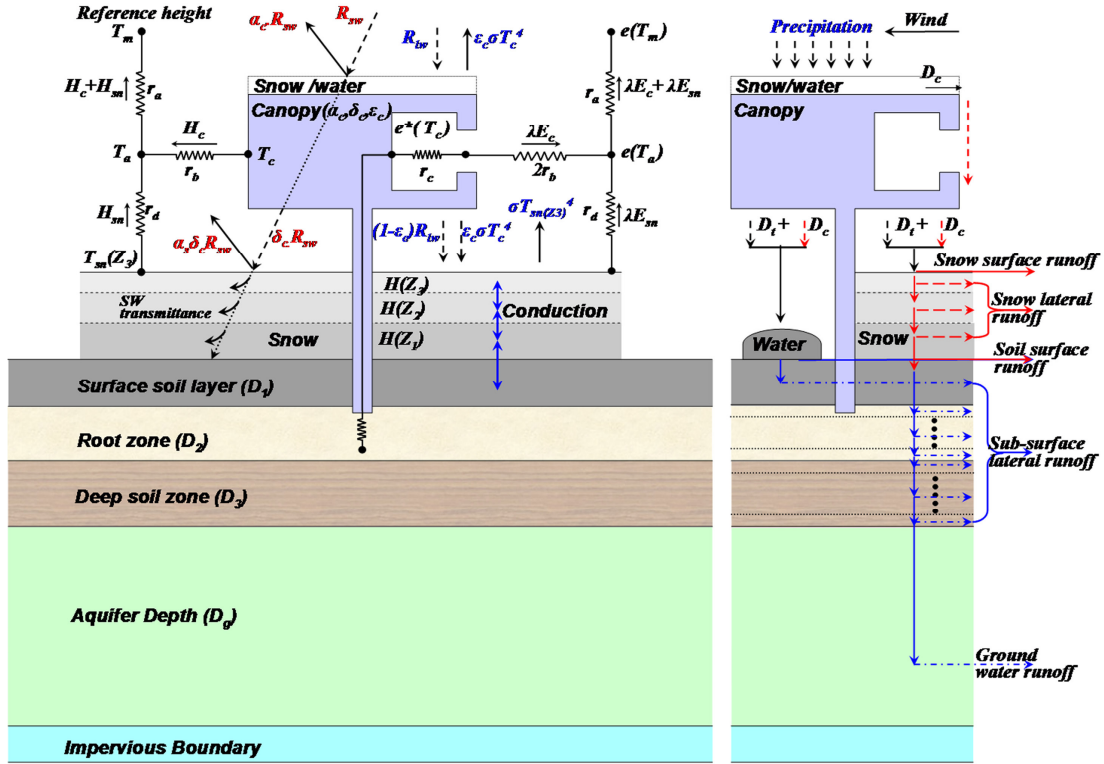 Reference height
T_m
α_c R_sw
R_sw
R_lw
ε_c σT_c^4
e(T_m)
H_c+H_sn
r_a
Snow /water
Canopy(α_c,δ_c,ε_c)
r_a
λE_c + λE_sn
T_a
H_c
r_b
T_c
e*(T_c)
r_c
λE_c
2r_b
e(T_a)
H_sn
r_d
α_s δ_c R_sw
δ_c R_sw
(1-ε_c)R_lw
ε_c σT_c^4
σT_sn(Z3)^4
r_d
λE_sn
T_sn(Z_3)
SW
transmittance
H(Z_3)
H(Z_2)
H(Z_1)
Conduction
Snow
Surface soil layer (D_1)
Root zone (D_2)
Deep soil zone (D_3)
Aquifer Depth (D_g)
Impervious Boundary
Precipitation
Wind
Snow/water
D_c
Canopy
D_t +
D_c
D_t +
D_c
Snow surface runoff
Snow lateral
runoff
Water
Snow
Soil surface
runoff
Sub-surface
lateral runoff
Ground
water runoff